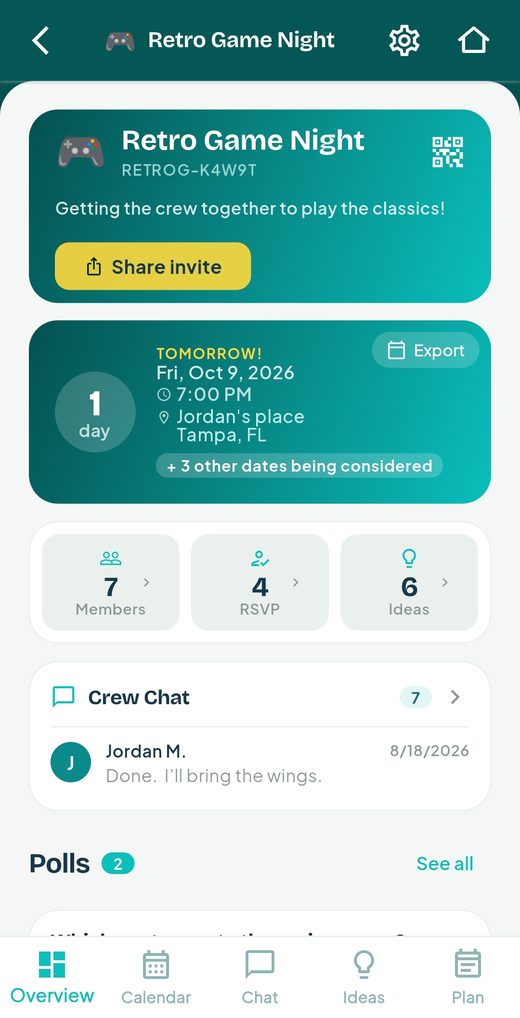 Retro Game Night
Retro Game Night
RETROG-K4W9T
Getting the crew together to play the classics!
Share invite
Export
TOMORROW!
Fri, Oct 9, 2026
7:00 PM
Jordan's place
Tampa, FL
1
day
+ 3 other dates being considered
7
Members
4
RSVP
6
Ideas
Crew Chat
7
J
Jordan M.
8/18/2026
Done.  I'll bring the wings.
Polls
2
See all
Overview
Calendar
Chat
Ideas
Plan